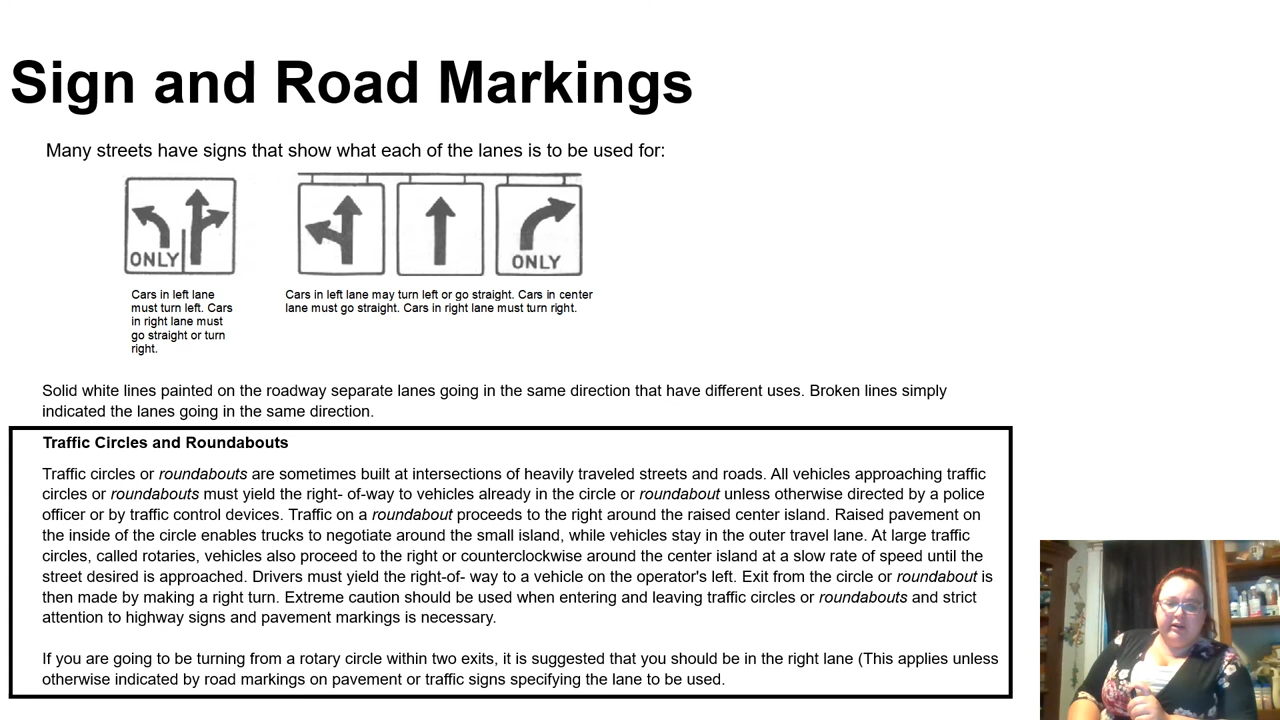 Sign and Road Markings
Many streets have signs that show what each of the lanes is to be used for:
ONLY
ONLY
Cars in left lane
must turn left. Cars
in right lane must
go straight or turn
right.
Cars in left lane may turn left or go straight. Cars in center
lane must go straight. Cars in right lane must turn right.
Solid white lines painted on the roadway separate lanes going in the same direction that have different uses. Broken lines simply
indicated the lanes going in the same direction.
Traffic Circles and Roundabouts
Traffic circles or roundabouts are sometimes built at intersections of heavily traveled streets and roads. All vehicles approaching traffic
circles or roundabouts must yield the right- of-way to vehicles already in the circle or roundabout unless otherwise directed by a police
officer or by traffic control devices. Traffic on a roundabout proceeds to the right around the raised center island. Raised pavement on
the inside of the circle enables trucks to negotiate around the small island, while vehicles stay in the outer travel lane. At large traffic
circles, called rotaries, vehicles also proceed to the right or counterclockwise around the center island at a slow rate of speed until the
street desired is approached. Drivers must yield the right-of- way to a vehicle on the operator's left. Exit from the circle or roundabout is
then made by making a right turn. Extreme caution should be used when entering and leaving traffic circles or roundabouts and strict
attention to highway signs and pavement markings is necessary.
If you are going to be turning from a rotary circle within two exits, it is suggested that you should be in the right lane (This applies unless
otherwise indicated by road markings on pavement or traffic signs specifying the lane to be used.